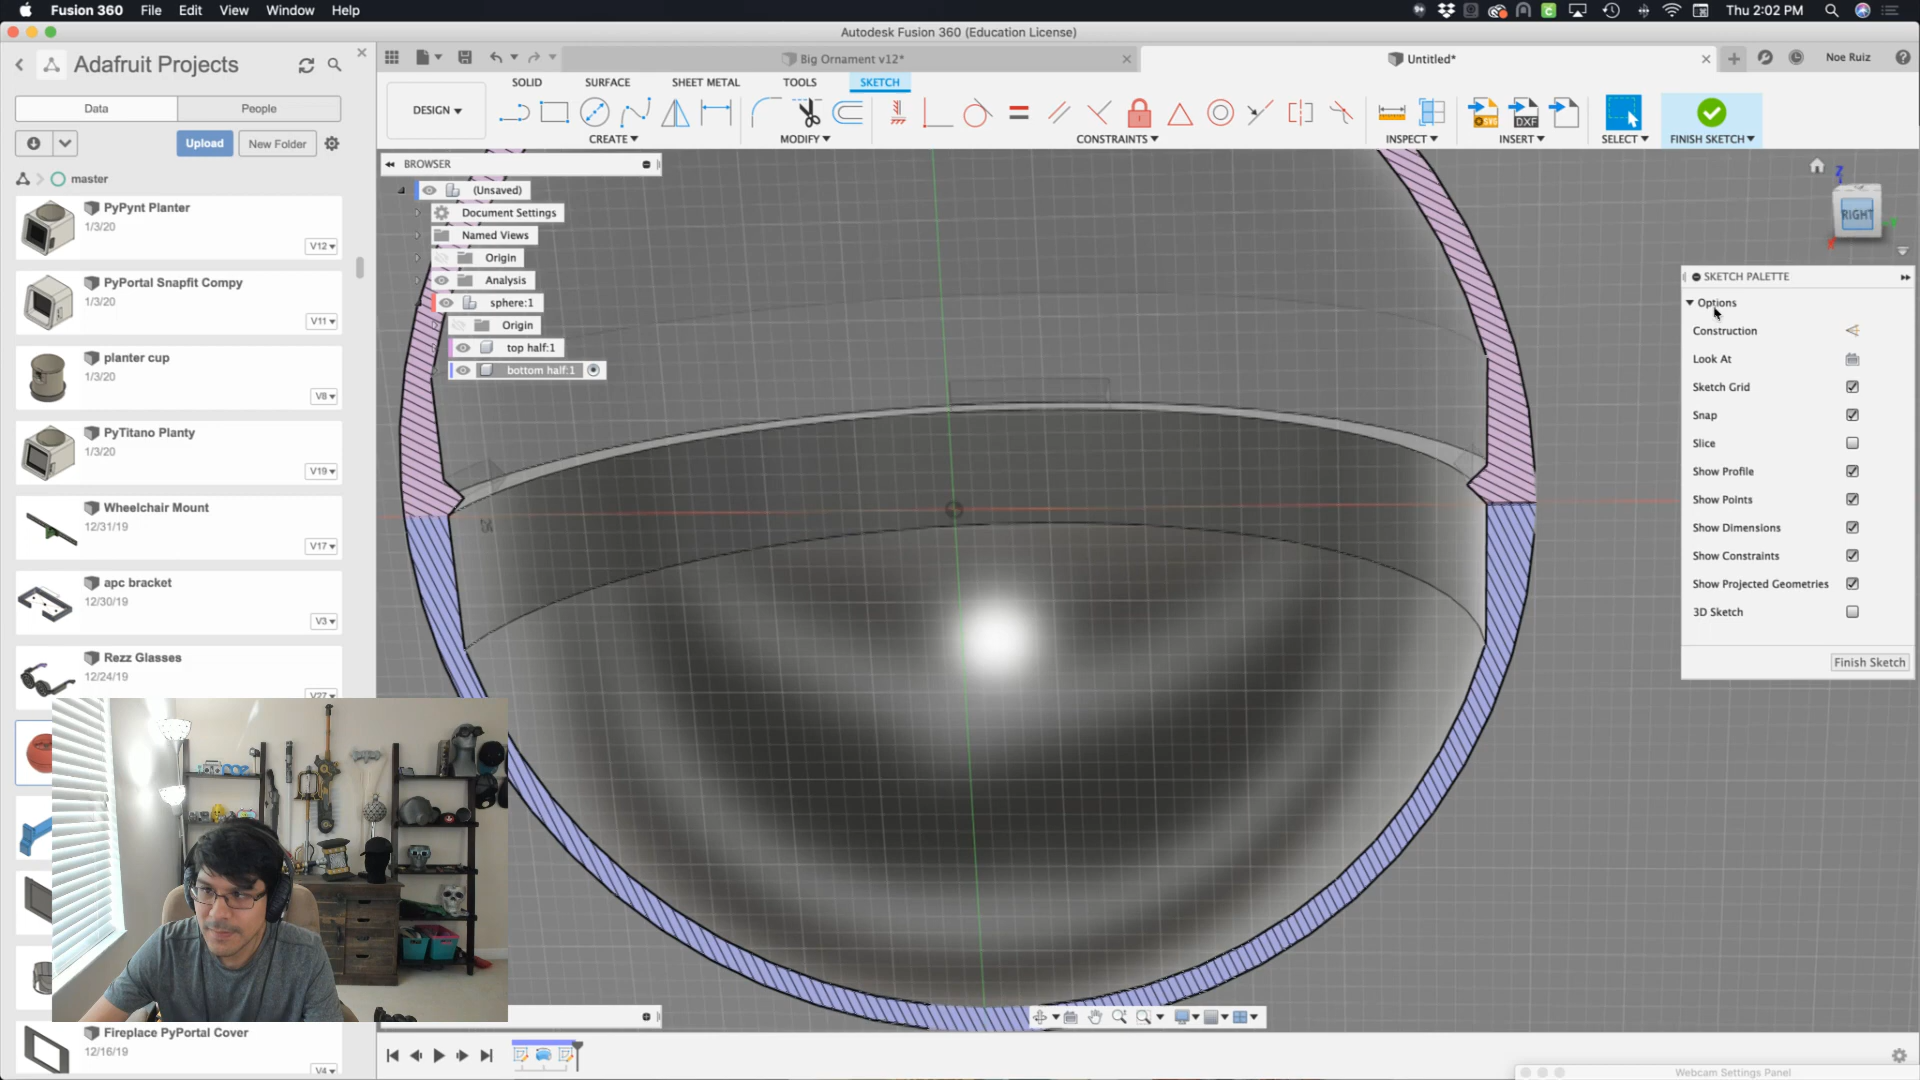 Fusion 360 File Edit View Window Help
Thu 2:02 PM
Autodesk Fusion 360 (Education License)
Adafruit Projects
Big Ornament v12*
Untitled*
Noe Ruiz
SOLID SURFACE SHEET METAL TOOLS SKETCH
Data People
DESIGN
CREATE MODIFY CONSTRAINTS INSPECT INSERT SELECT FINISH SKETCH
SVG
DXF
Upload New Folder
master
BROWSER
(Unsaved)
Document Settings
Named Views
Origin
Analysis
sphere:1
Origin
top half:1
bottom half:1
PyPynt Planter
1/3/20
V12
PyPortal Snapfit Compy
1/3/20
V11
planter cup
1/3/20
V8
PyTitano Planty
1/3/20
V19
Wheelchair Mount
12/31/19
V17
apc bracket
12/30/19
V3
Rezz Glasses
12/24/19
V27
Fireplace PyPortal Cover
12/16/19
V4
Z
RIGHT
SKETCH PALETTE
Options
Construction
Look At
Sketch Grid
Snap
Slice
Show Profile
Show Points
Show Dimensions
Show Constraints
Show Projected Geometries
3D Sketch
Finish Sketch
Webcam Settings Panel